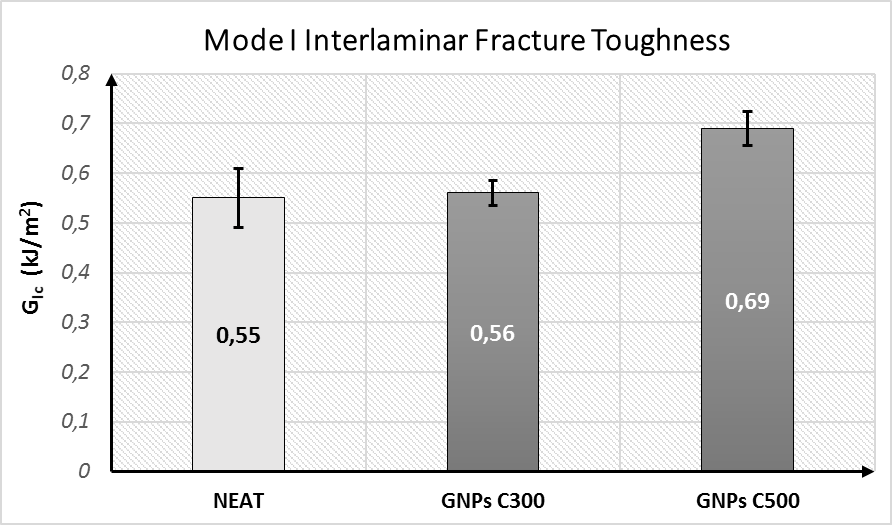 Mode I Interlaminar Fracture Toughness
G_Ic (kJ/m²)
0,8
0,7
0,6
0,5
0,4
0,3
0,2
0,1
0
0,55
0,56
0,69
NEAT
GNPs C300
GNPs C500